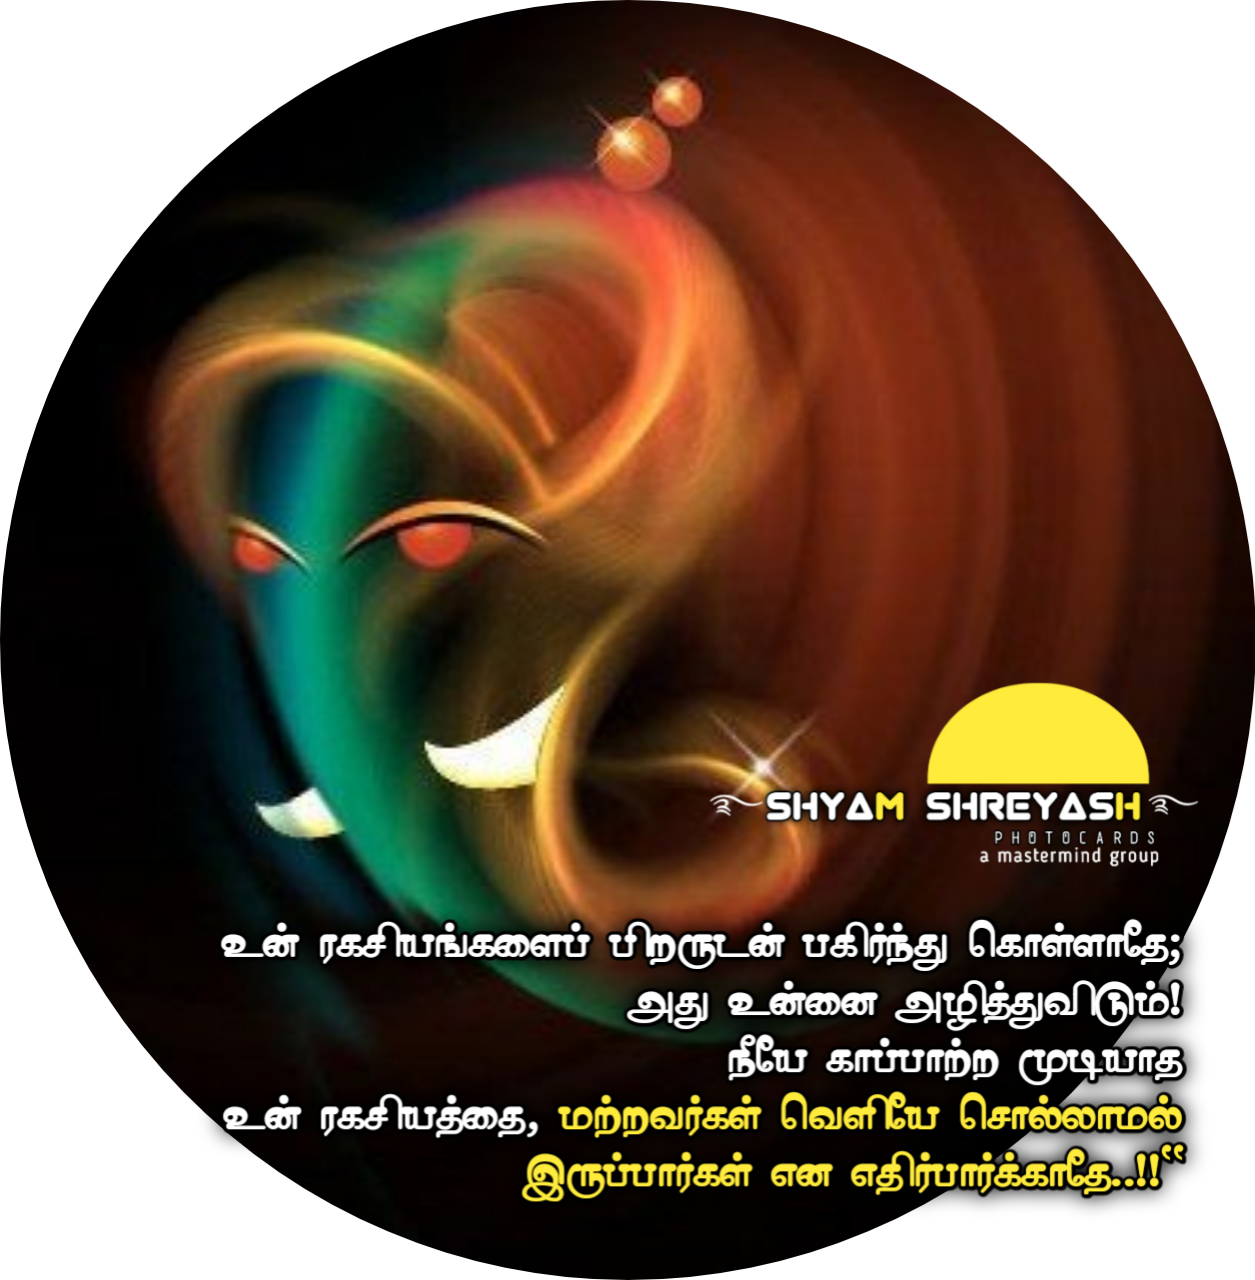 SHYAM SHREYASH
PHOTOCARDS
a mastermind group
உன் ரகசியங்களைப் பிறருடன் பகிர்ந்து கொள்ளாதே;
அது உன்னை அழித்துவிடும்!
நீயே காப்பாற்ற முடியாத
உன் ரகசியத்தை, மற்றவர்கள் வெளியே சொல்லாமல்
இருப்பார்கள் என எதிர்பார்க்காதே..!!“